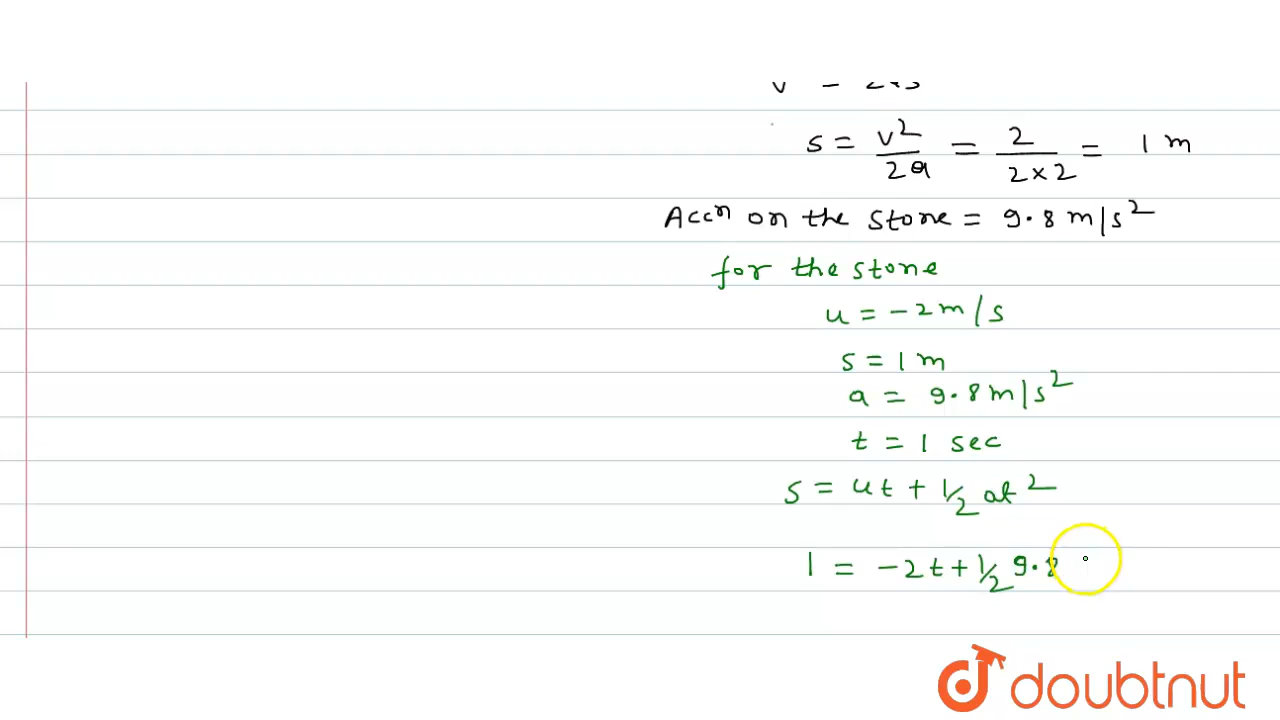 s = v²/2a = 2/2×2 = 1 m
Accⁿ on the stone = 9.8 m/s²
for the stone
u = -2 m/s
s = 1 m
a = 9.8 m/s²
t = 1 sec
s = ut + 1/2 at²
1 = -2t + 1/2 9.8
doubtnut